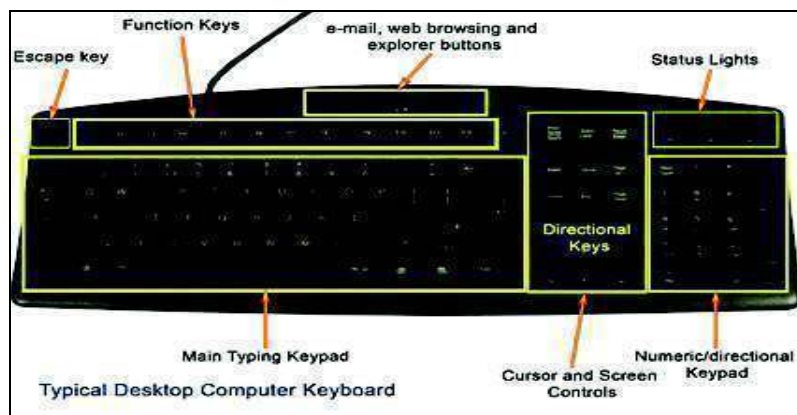 Function Keys
e-mail, web browsing and
explorer buttons
Escape key
Status Lights
Directional
Keys
Main Typing Keypad
Cursor and Screen
Controls
Numeric/directional
Keypad
Typical Desktop Computer Keyboard